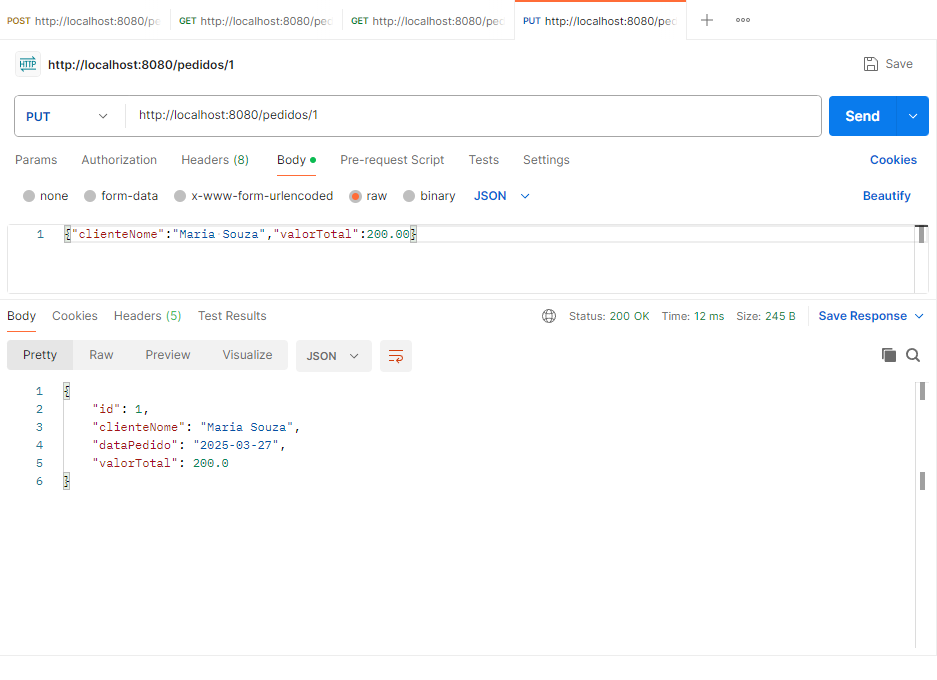 POST http://localhost:8080/pe GET http://localhost:8080/ped GET http://localhost:8080/ped PUT http://localhost:8080/pec
HTTP http://localhost:8080/pedidos/1 Save
PUT http://localhost:8080/pedidos/1 Send
Params Authorization Headers (8) Body Pre-request Script Tests Settings Cookies
none form-data x-www-form-urlencoded raw binary JSON Beautify
1 {"clienteNome":"Maria Souza","valorTotal":200.00}
Body Cookies Headers (5) Test Results Status: 200 OK Time: 12 ms Size: 245 B Save Response
Pretty Raw Preview Visualize JSON
1 {
2 "id": 1,
3 "clienteNome": "Maria Souza",
4 "dataPedido": "2025-03-27",
5 "valorTotal": 200.0
6 }